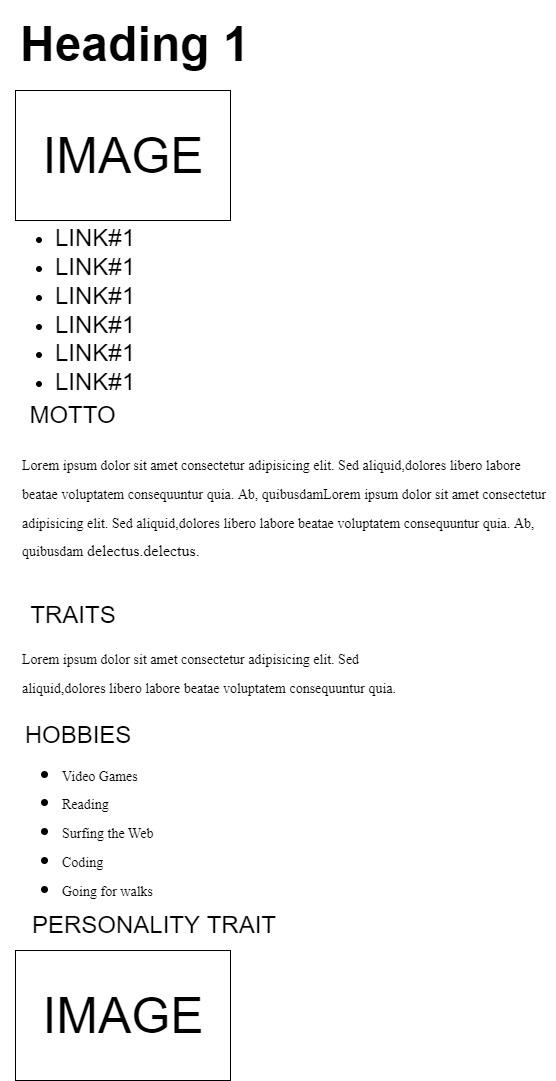 Heading 1
IMAGE
• LINK#1
• LINK#1
• LINK#1
• LINK#1
• LINK#1
• LINK#1
MOTTO
Lorem ipsum dolor sit amet consectetur adipisicing elit. Sed aliquid,dolores libero labore
beatae voluptatem consequuntur quia. Ab, quibusdamLorem ipsum dolor sit amet consectetur
adipisicing elit. Sed aliquid,dolores libero labore beatae voluptatem consequuntur quia. Ab,
quibusdam delectus.delectus.
TRAITS
Lorem ipsum dolor sit amet consectetur adipisicing elit. Sed
aliquid,dolores libero labore beatae voluptatem consequuntur quia.
HOBBIES
• Video Games
• Reading
• Surfing the Web
• Coding
• Going for walks
PERSONALITY TRAIT
IMAGE